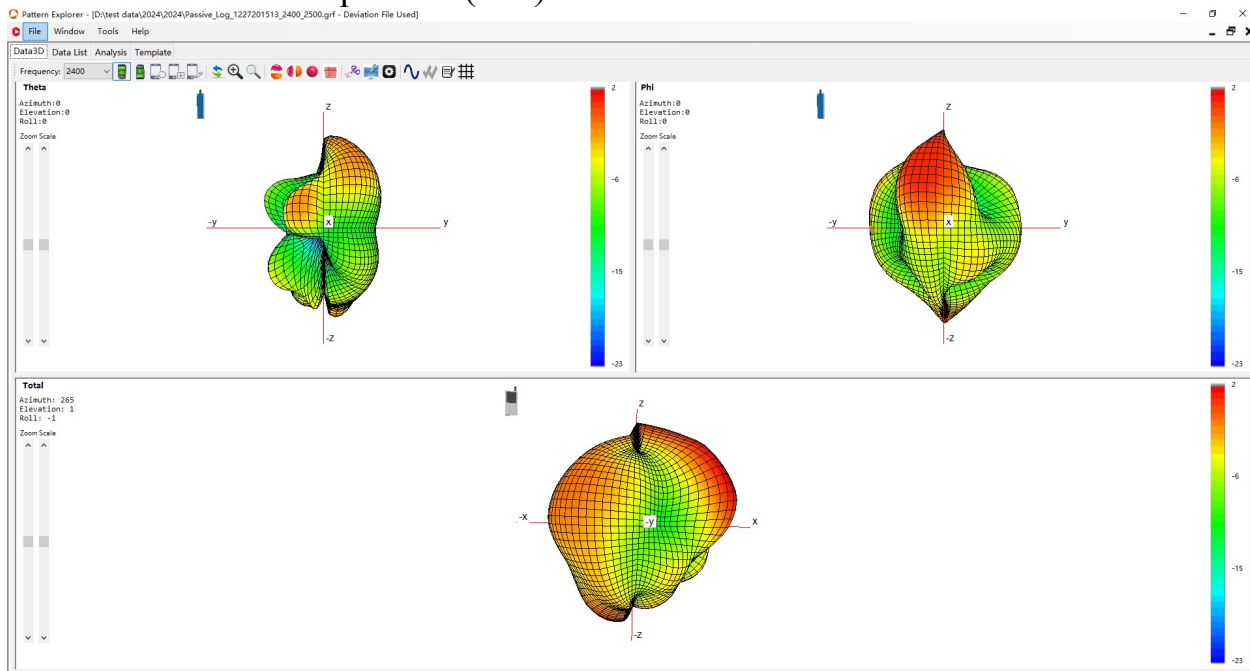 Pattern Explorer - [D:\test data\2024\2024\Passive_Log_1227201513_2400_2500.grf - Deviation File Used]
File Window Tools Help
Data3D Data List Analysis Template
Frequency: 2400
Theta
Azimuth:0
Elevation:0
Roll:0
Zoom Scale
Z
-y
x
y
-Z
2
-6
-15
-23
Phi
Azimuth:0
Elevation:0
Roll:0
Zoom Scale
Z
-y
x
y
-Z
2
-6
-15
-23
Total
Azimuth: 265
Elevation: 1
Roll: -1
Zoom Scale
Z
-x
-y
x
-Z
2
-6
-15
-23